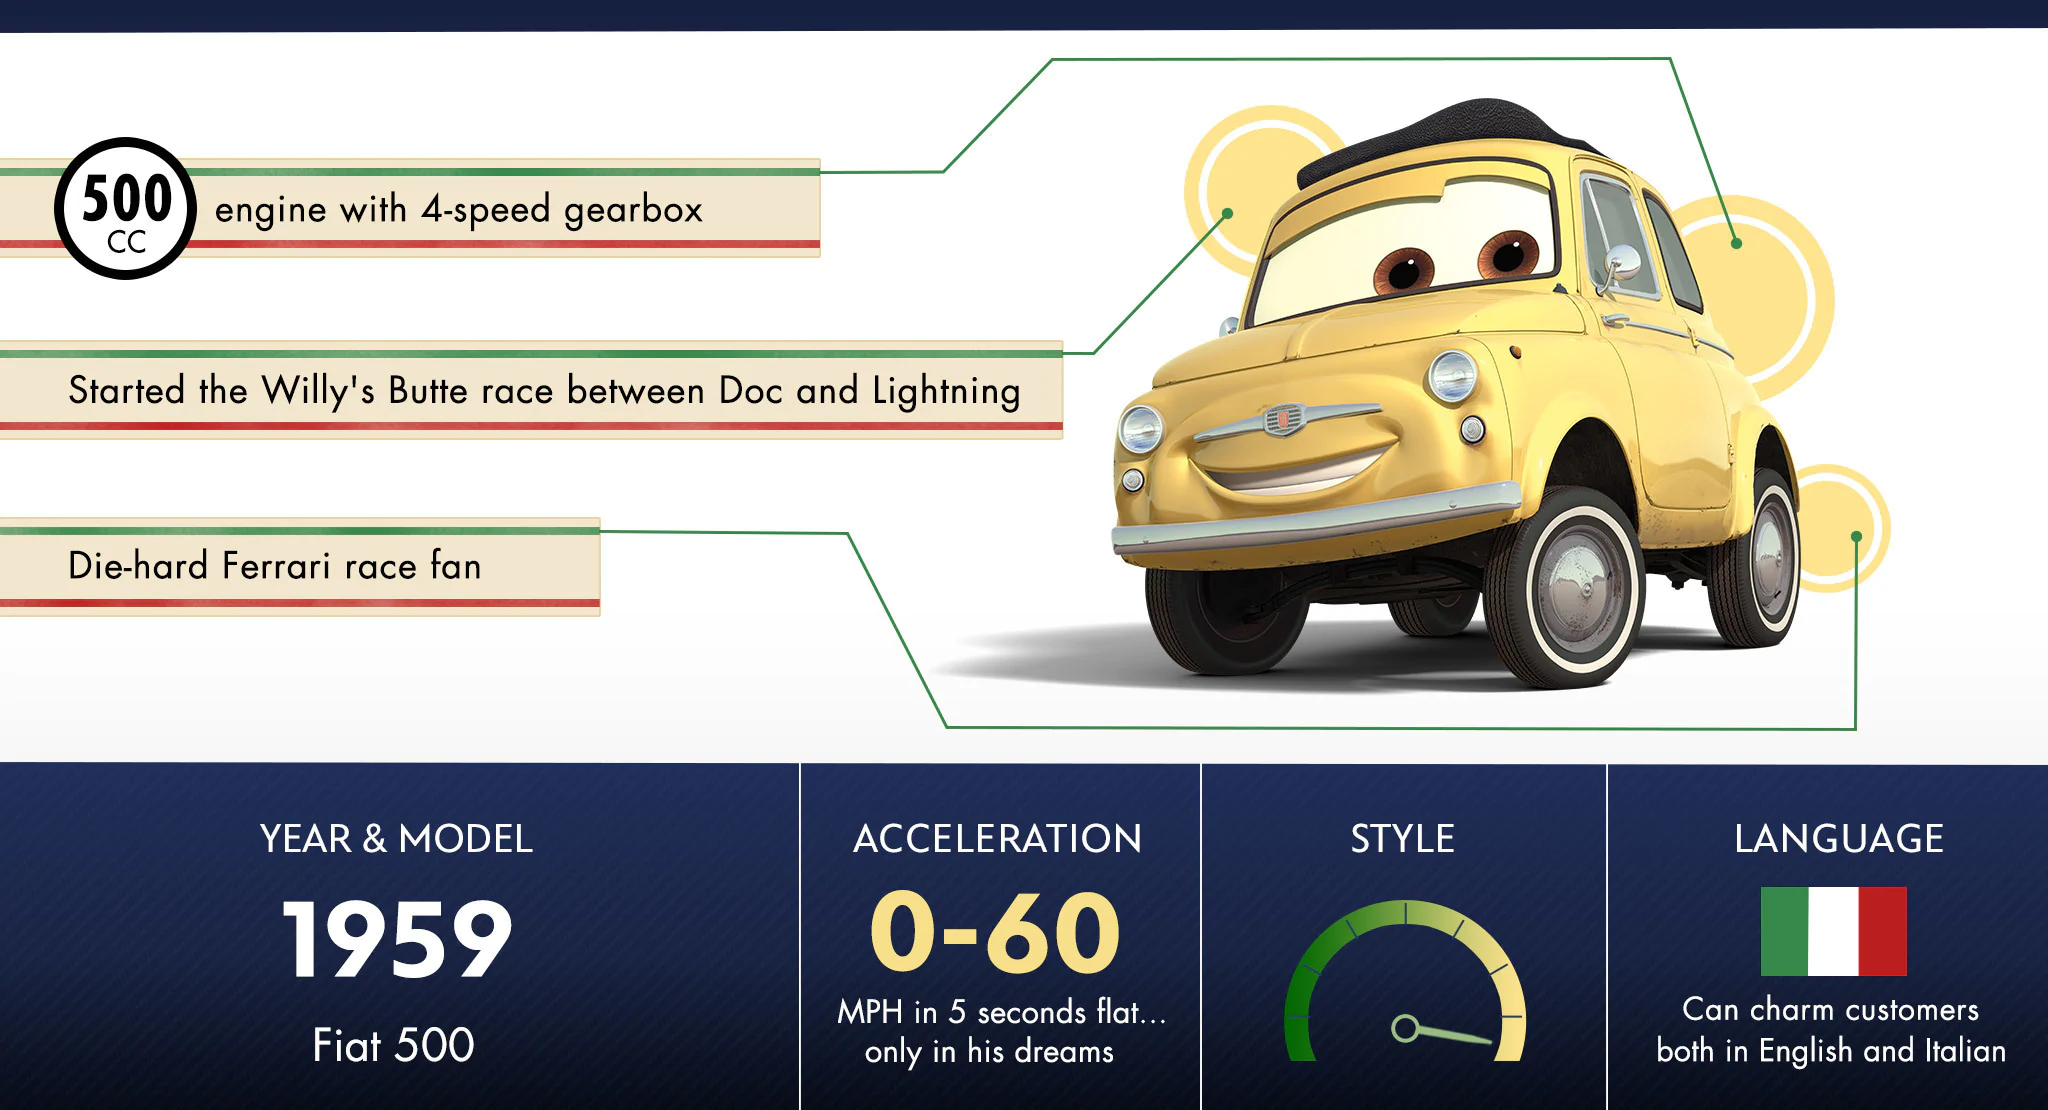 500
CC
engine with 4-speed gearbox
Started the Willy's Butte race between Doc and Lightning
Die-hard Ferrari race fan
YEAR & MODEL
1959
Fiat 500
ACCELERATION
0-60
MPH in 5 seconds flat...
only in his dreams
STYLE
LANGUAGE
Can charm customers
both in English and Italian